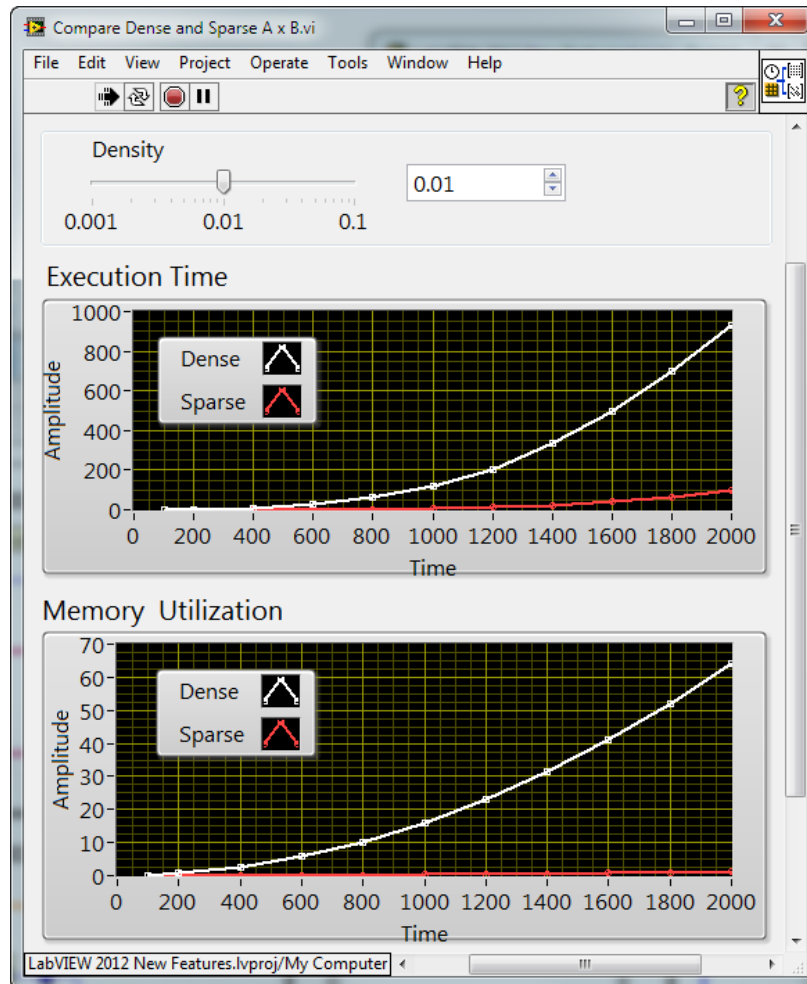 Compare Dense and Sparse A x B.vi
File Edit View Project Operate Tools Window Help
Density
0.01
0.001 0.01 0.1
Execution Time
1000
800
600
400
200
0
Amplitude
Dense
Sparse
0 200 400 600 800 1000 1200 1400 1600 1800 2000
Time
Memory Utilization
70
60
50
40
30
20
10
0
Amplitude
Dense
Sparse
0 200 400 600 800 1000 1200 1400 1600 1800 2000
Time
LabVIEW 2012 New Features.lvproj/My Computer